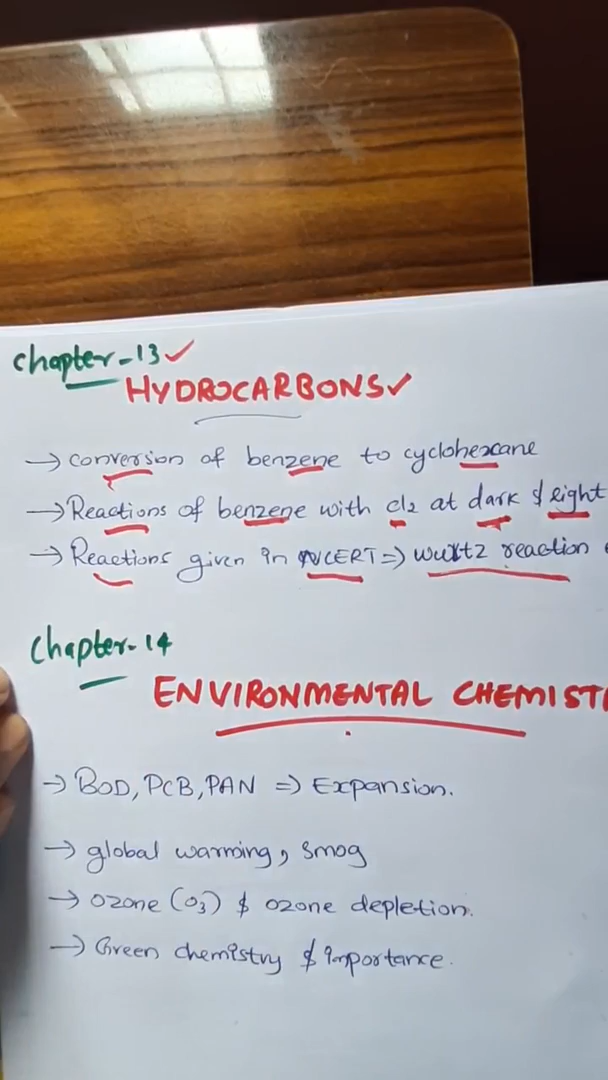 chapter-13 ✓
HYDROCARBONS ✓
→ conversion of benzene to cyclohexane
→ Reactions of benzene with cl2 at dark & light
→ Reactions given in NCERT => wurtz reaction
chapter-14
ENVIRONMENTAL CHEMIST
→ BOD, PCB, PAN => Expansion.
→ global warming, smog
→ Ozone (O3) & ozone depletion.
→ Green chemistry & importance.